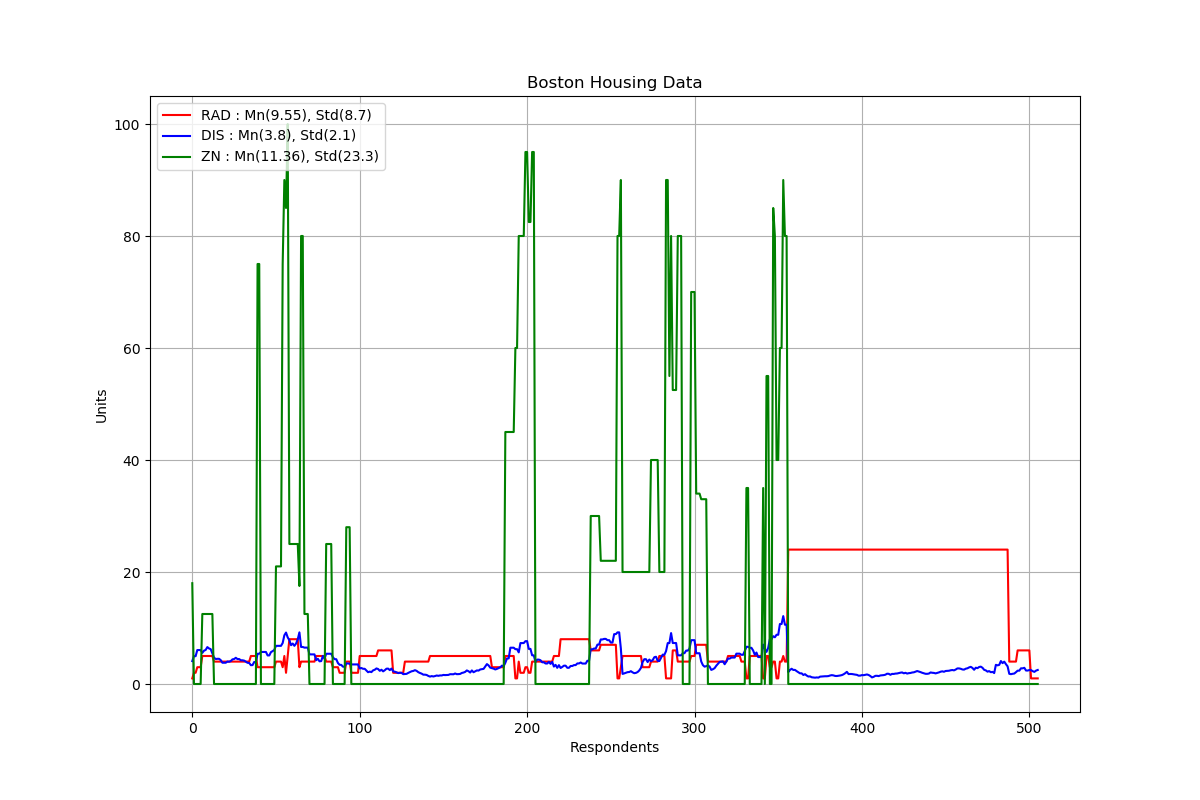 Boston Housing Data
RAD : Mn(9.55), Std(8.7)
DIS : Mn(3.8), Std(2.1)
ZN : Mn(11.36), Std(23.3)
100
80
60
40
20
0
Units
0 100 200 300 400 500
Respondents